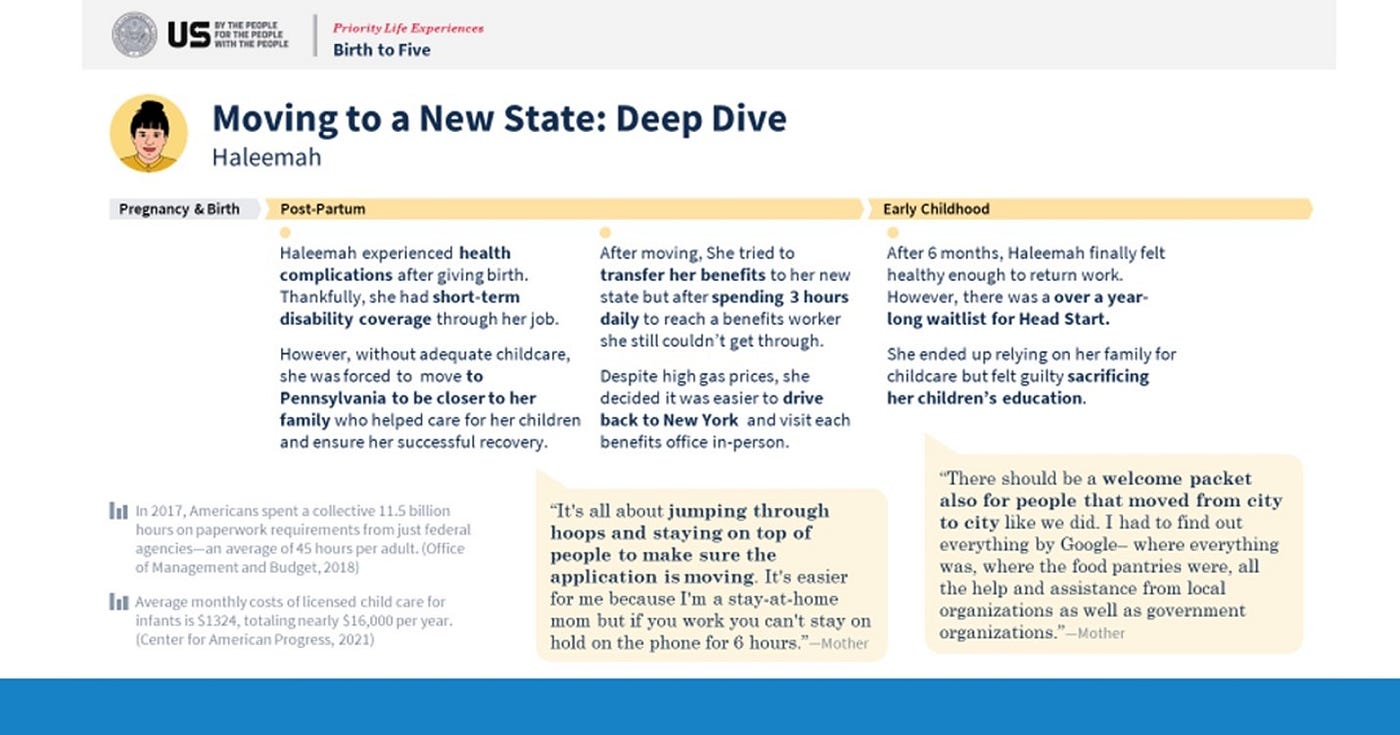 US BY THE PEOPLE
FOR THE PEOPLE
WITH THE PEOPLE
Priority Life Experiences
Birth to Five
Moving to a New State: Deep Dive
Haleemah
Pregnancy & Birth
Post-Partum
Early Childhood
Haleemah experienced health
complications after giving birth.
Thankfully, she had short-term
disability coverage through her job.
However, without adequate childcare,
she was forced to move to
Pennsylvania to be closer to her
family who helped care for her children
and ensure her successful recovery.
After moving, She tried to
transfer her benefits to her new
state but after spending 3 hours
daily to reach a benefits worker
she still couldn't get through.
Despite high gas prices, she
decided it was easier to drive
back to New York and visit each
benefits office in-person.
After 6 months, Haleemah finally felt
healthy enough to return work.
However, there was a over a year-
long waitlist for Head Start.
She ended up relying on her family for
childcare but felt guilty sacrificing
her children's education.
In 2017, Americans spent a collective 11.5 billion
hours on paperwork requirements from just federal
agencies—an average of 45 hours per adult. (Office
of Management and Budget, 2018)
Average monthly costs of licensed child care for
infants is $1324, totaling nearly $16,000 per year.
(Center for American Progress, 2021)
“It's all about jumping through
hoops and staying on top of
people to make sure the
application is moving. It's easier
for me because I'm a stay-at-home
mom but if you work you can't stay on
hold on the phone for 6 hours.”—Mother
“There should be a welcome packet
also for people that moved from city
to city like we did. I had to find out
everything by Google– where everything
was, where the food pantries were, all
the help and assistance from local
organizations as well as government
organizations.”—Mother